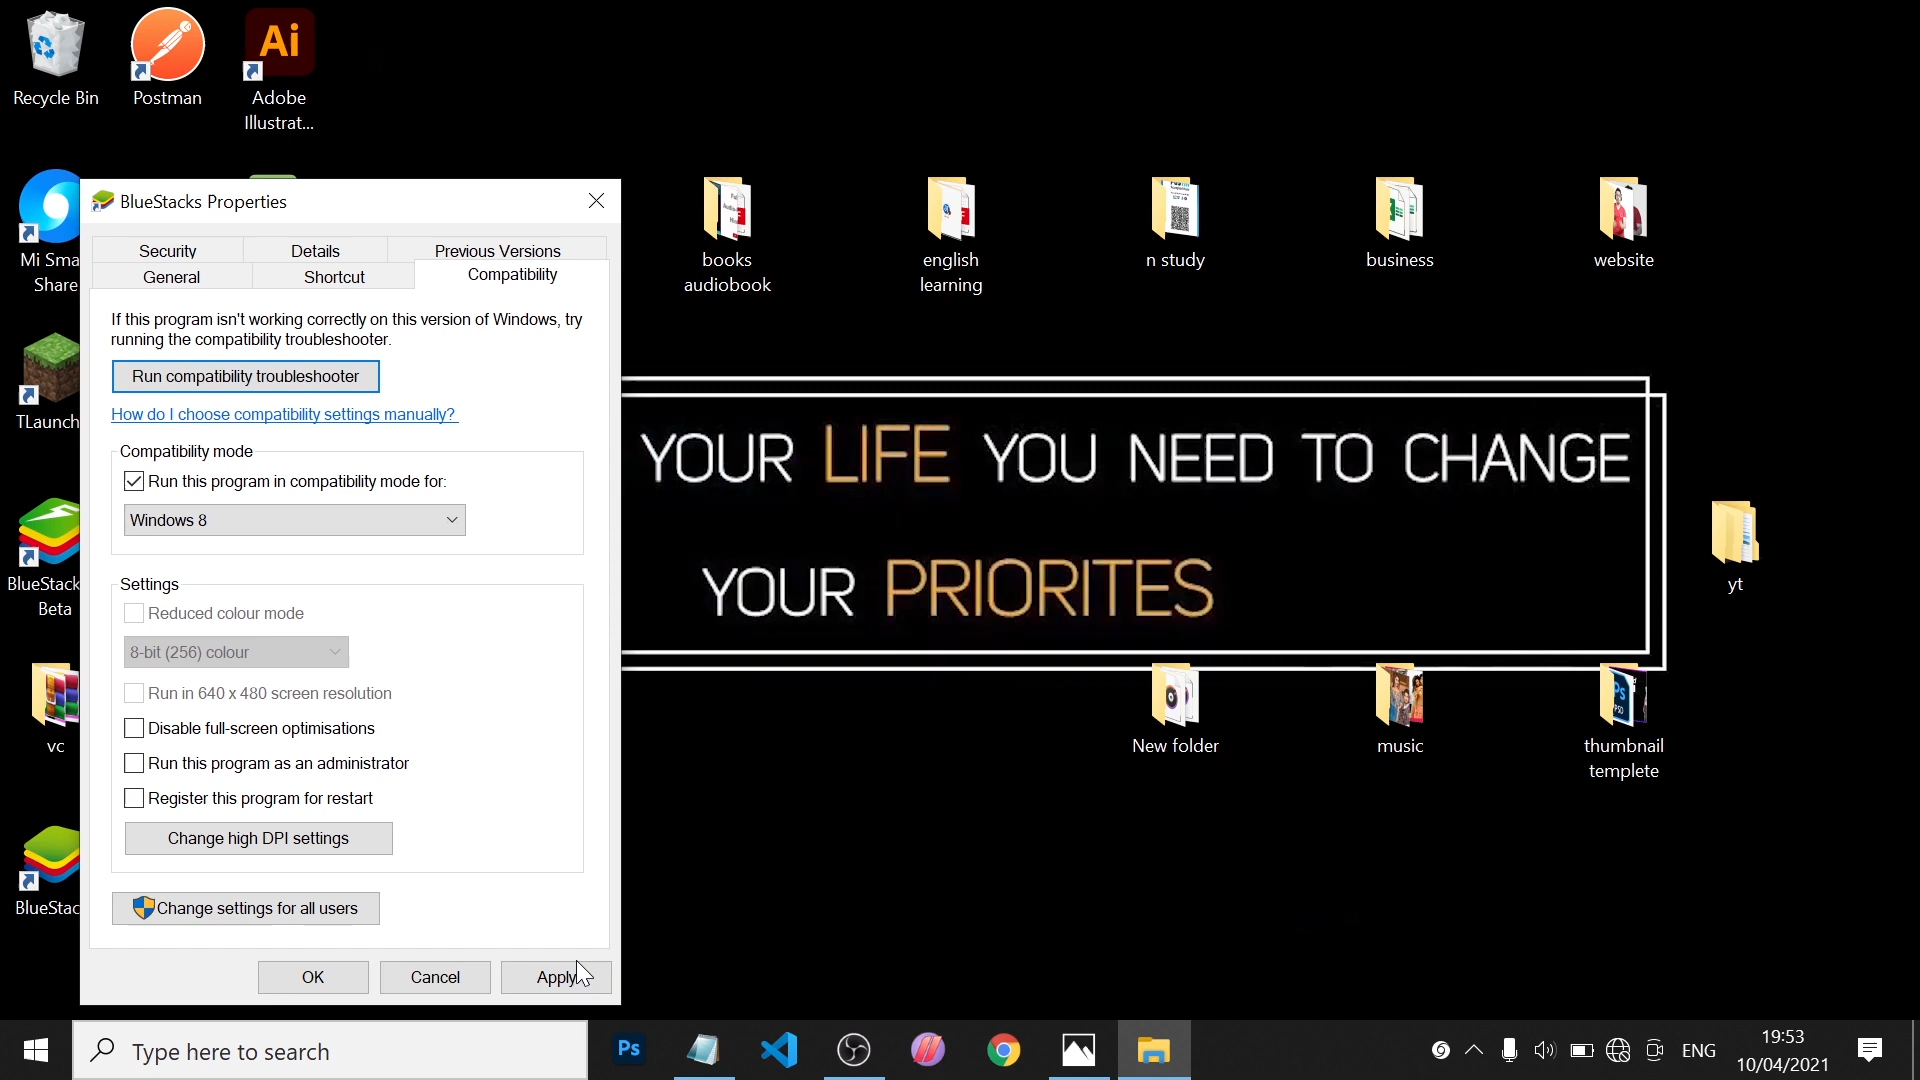 Recycle Bin
Postman
Ai
Adobe
Illustrat...
Mi Sma
Share
TLaunch
BlueStack
Beta
vc
BlueStac
BlueStacks Properties
Security
Details
Previous Versions
General
Shortcut
Compatibility
If this program isn't working correctly on this version of Windows, try
running the compatibility troubleshooter.
Run compatibility troubleshooter
How do I choose compatibility settings manually?
Compatibility mode
Run this program in compatibility mode for:
Windows 8
Settings
Reduced colour mode
8-bit (256) colour
Run in 640 x 480 screen resolution
Disable full-screen optimisations
Run this program as an administrator
Register this program for restart
Change high DPI settings
Change settings for all users
OK
Cancel
Apply
books
audiobook
english
learning
n study
business
website
YOUR LIFE YOU NEED TO CHANGE
YOUR PRIORITES
yt
New folder
music
thumbnail
templete
Type here to search
Ps
ENG
19:53
10/04/2021